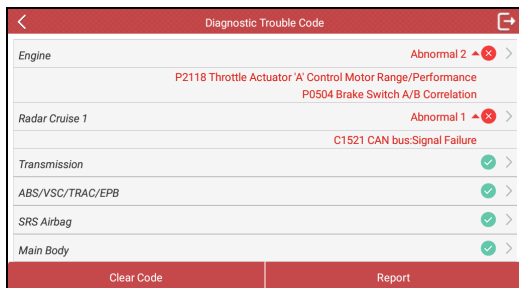 Diagnostic Trouble Code
Engine Abnormal 2
P2118 Throttle Actuator 'A' Control Motor Range/Performance
P0504 Brake Switch A/B Correlation
Radar Cruise 1 Abnormal 1
C1521 CAN bus:Signal Failure
Transmission
ABS/VSC/TRAC/EPB
SRS Airbag
Main Body
Clear Code Report